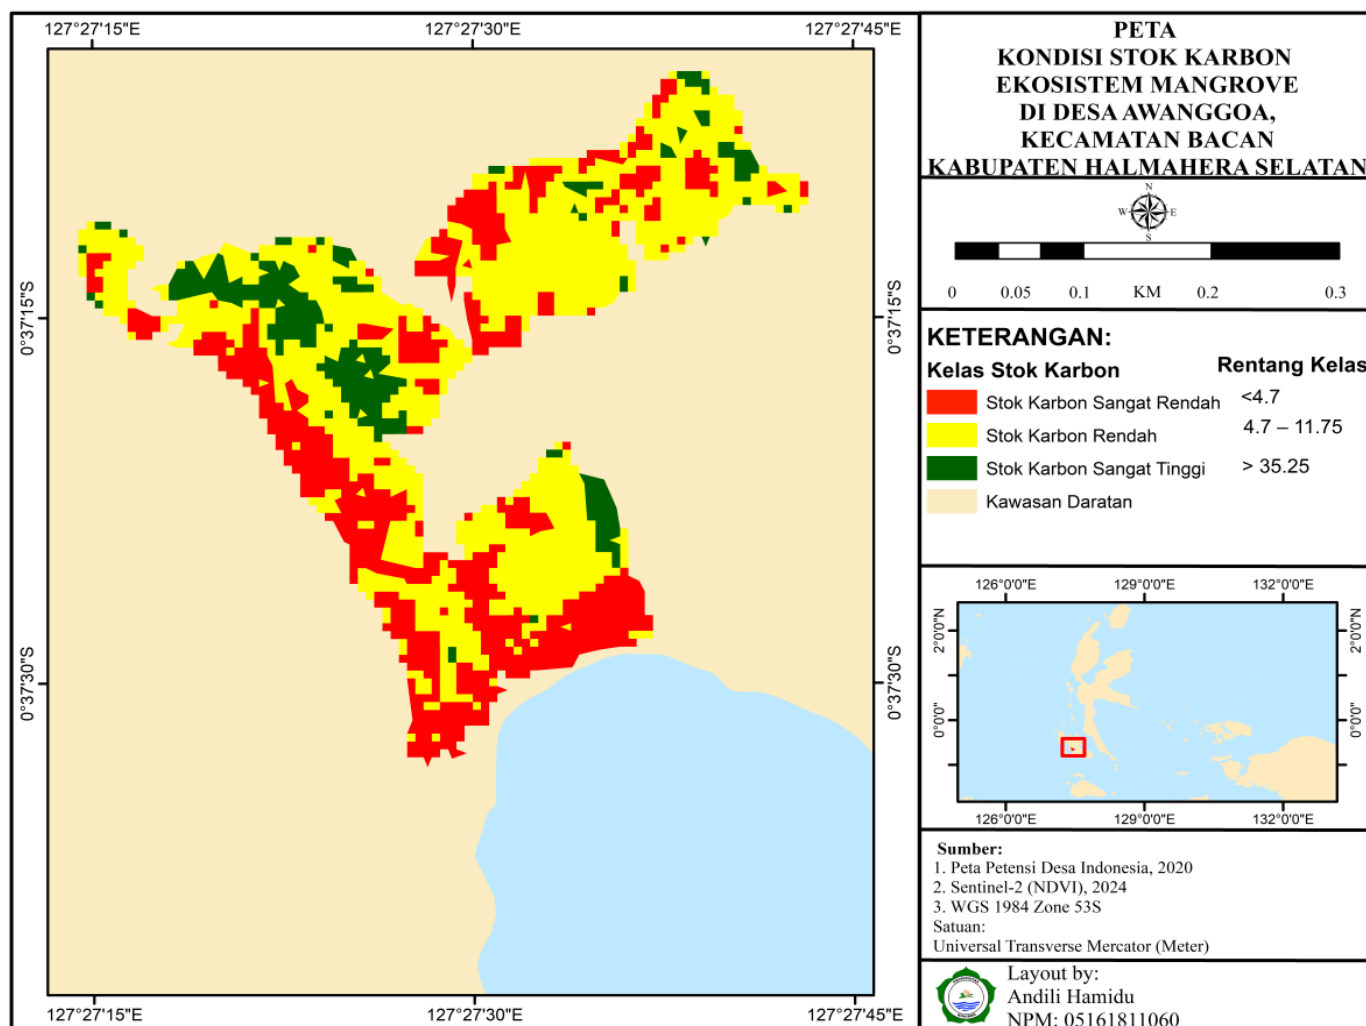 127°27'15"E 127°27'30"E 127°27'45"E
0°37'15"S 0°37'15"S
0°37'30"S 0°37'30"S
127°27'15"E 127°27'30"E 127°27'45"E
PETA
KONDISI STOK KARBON
EKOSISTEM MANGROVE
DI DESA AWANGGOA,
KECAMATAN BACAN
KABUPATEN HALMAHERA SELATAN
N
W E
S
0 0.05 0.1 KM 0.2 0.3
KETERANGAN:
Kelas Stok Karbon Rentang Kelas
Stok Karbon Sangat Rendah <4.7
Stok Karbon Rendah 4.7 – 11.75
Stok Karbon Sangat Tinggi > 35.25
Kawasan Daratan
126°0'0"E 129°0'0"E 132°0'0"E
2°0'0"N 2°0'0"N
0°0'0" 0°0'0"
126°0'0"E 129°0'0"E 132°0'0"E
Sumber:
1. Peta Petensi Desa Indonesia, 2020
2. Sentinel-2 (NDVI), 2024
3. WGS 1984 Zone 53S
Satuan:
Universal Transverse Mercator (Meter)
Layout by:
Andili Hamidu
NPM: 05161811060